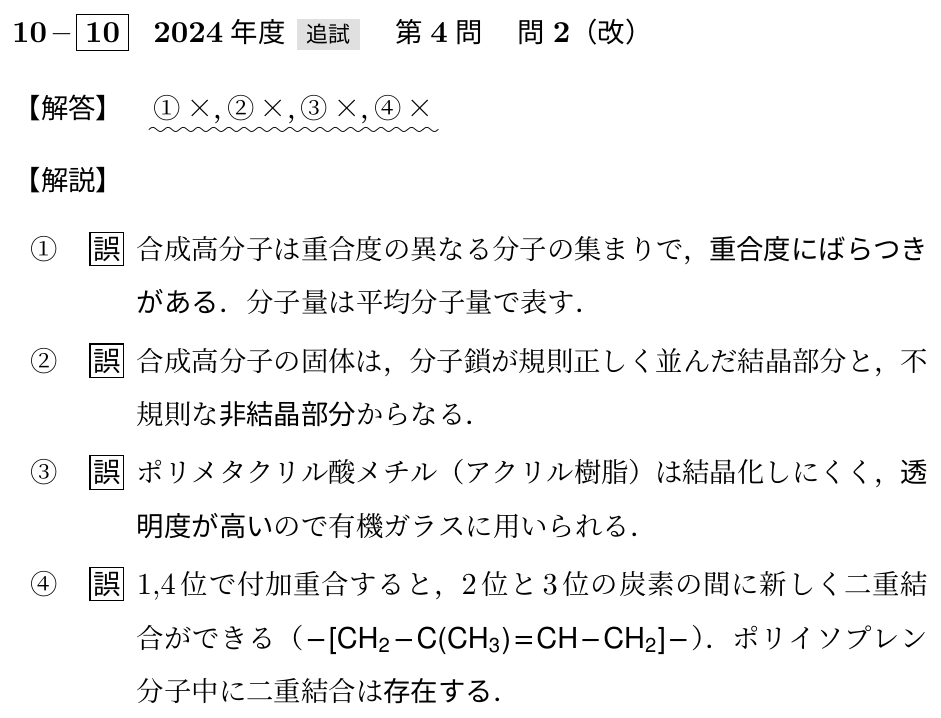 10－10 2024 年度 追試 第 4 問 問 2（改）
【解答】 ① ×, ② ×, ③ ×, ④ ×
【解説】
① 誤 合成高分子は重合度の異なる分子の集まりで，重合度にばらつき
がある．分子量は平均分子量で表す．
② 誤 合成高分子の固体は，分子鎖が規則正しく並んだ結晶部分と，不
規則な非結晶部分からなる．
③ 誤 ポリメタクリル酸メチル（アクリル樹脂）は結晶化しにくく，透
明度が高いので有機ガラスに用いられる．
④ 誤 1,4 位で付加重合すると，2 位と 3 位の炭素の間に新しく二重結
合ができる（−[CH₂−C(CH₃)=CH−CH₂]−）．ポリイソプレン
分子中に二重結合は存在する．